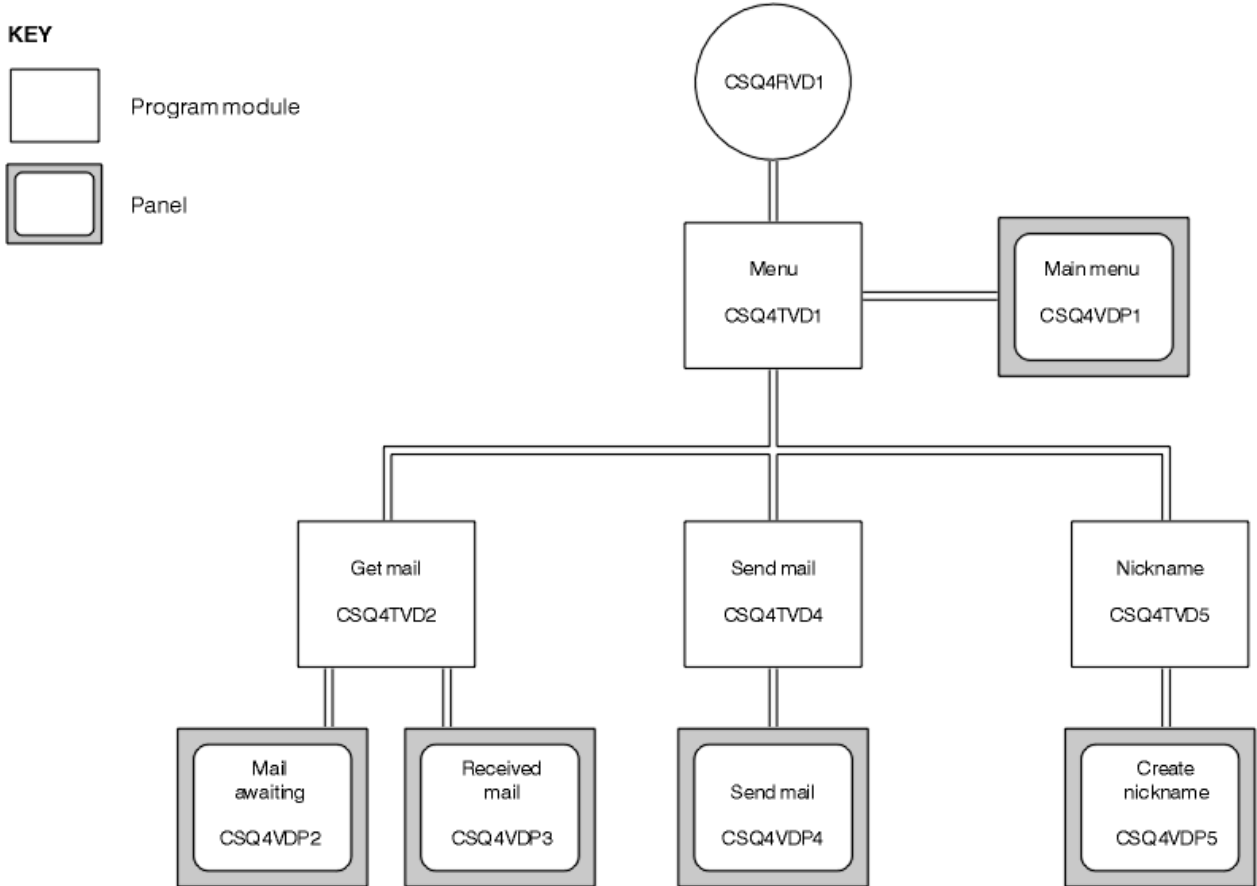 KEY
Program module
Panel
CSQ4RVD1
Menu
CSQ4TVD1
Main menu
CSQ4VDP1
Get mail
CSQ4TVD2
Send mail
CSQ4TVD4
Nickname
CSQ4TVD5
Mail
awaiting
CSQ4VDP2
Received
mail
CSQ4VDP3
Send mail
CSQ4VDP4
Create
nickname
CSQ4VDP5